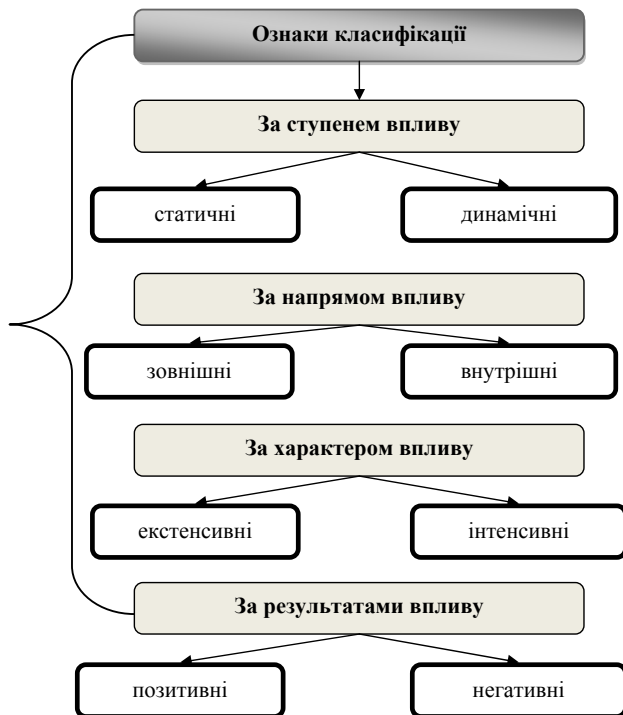 Ознаки класифікації
За ступенем впливу
статичні
динамічні
За напрямом впливу
зовнішні
внутрішні
За характером впливу
екстенсивні
інтенсивні
За результатами впливу
позитивні
негативні